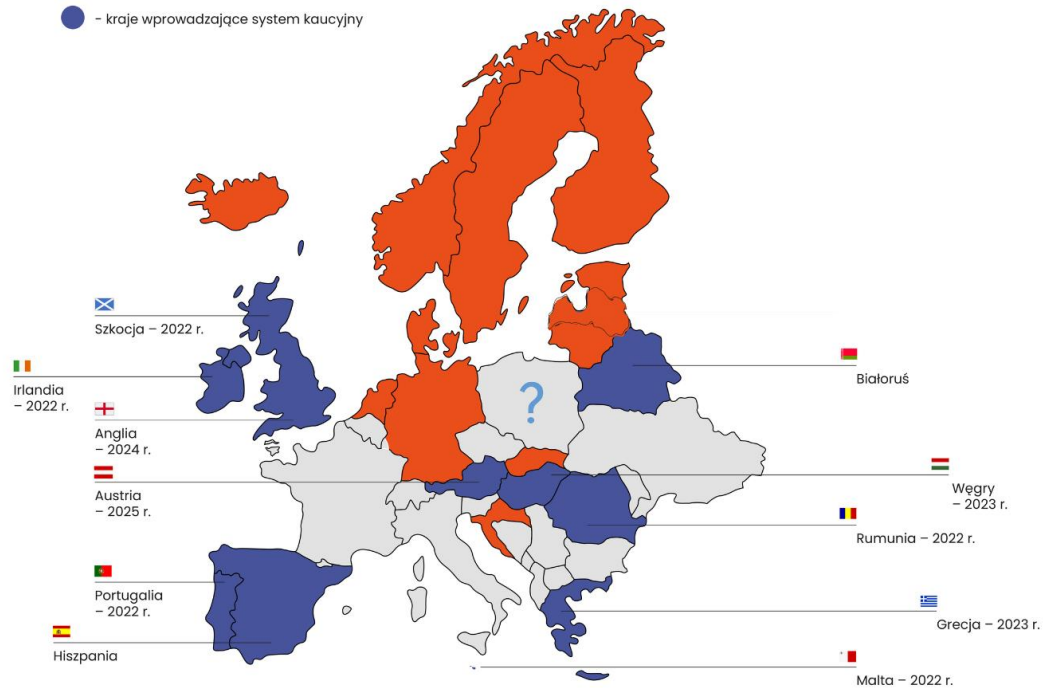 - kraje wprowadzające system kaucyjny
Szkocja – 2022 r.
Irlandia
– 2022 r.
Anglia
– 2024 r.
Austria
– 2025 r.
Portugalia
– 2022 r.
Hiszpania
?
Białoruś
Węgry
– 2023 r.
Rumunia – 2022 r.
Grecja – 2023 r.
Malta – 2022 r.